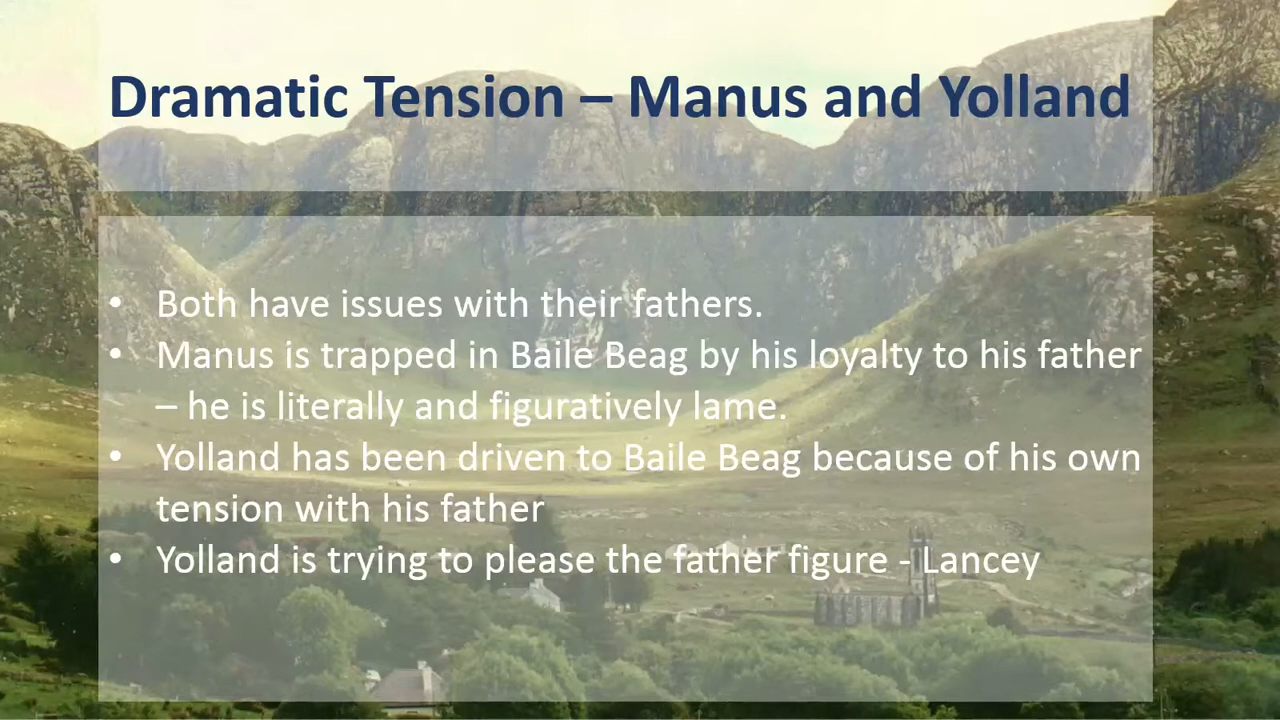 Dramatic Tension – Manus and Yolland
• Both have issues with their fathers.
• Manus is trapped in Baile Beag by his loyalty to his father
– he is literally and figuratively lame.
• Yolland has been driven to Baile Beag because of his own
tension with his father
• Yolland is trying to please the father figure - Lancey